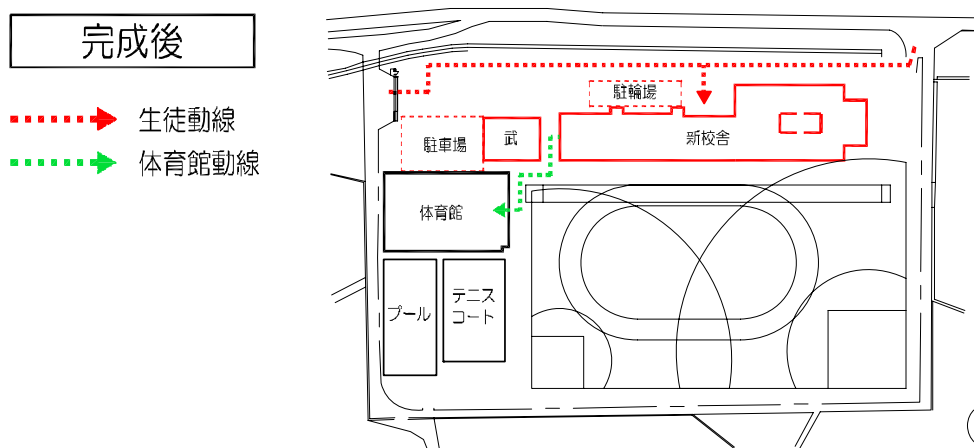 完成後
生徒動線
体育館動線
駐輪場
駐車場
武
新校舎
体育館
プール
テニス
コート